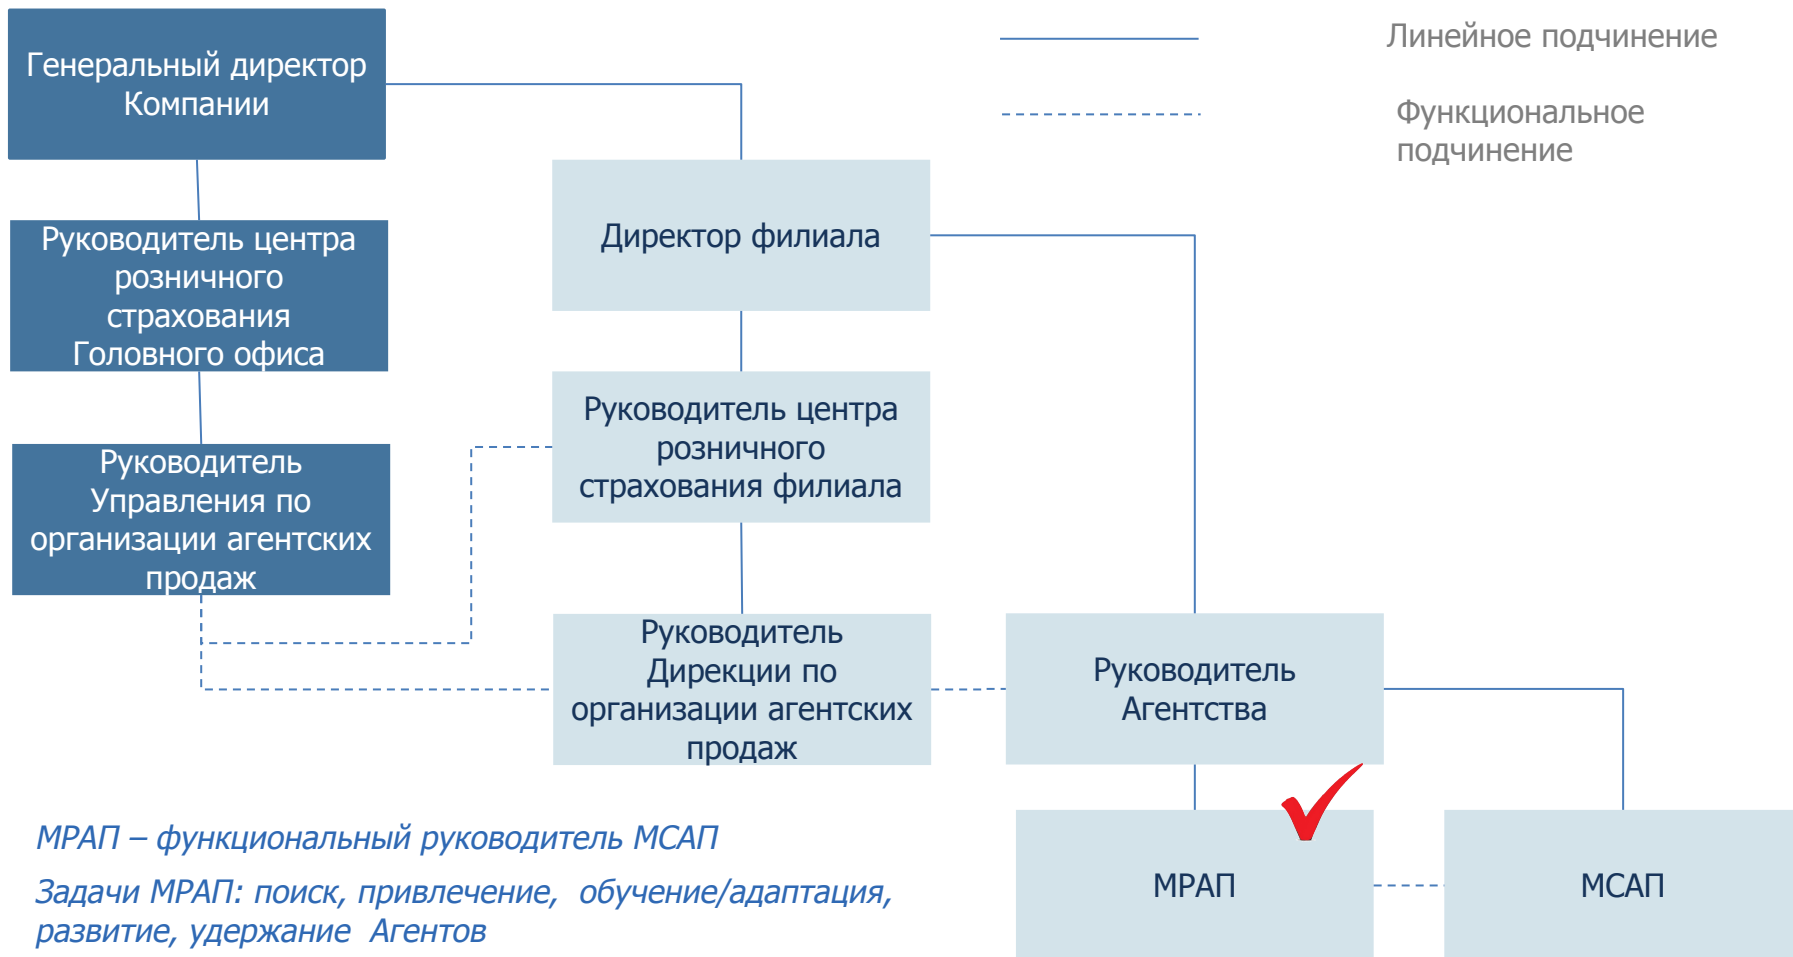 Генеральный директор
Компании
Линейное подчинение
Функциональное
подчинение
Руководитель центра
розничного
страхования
Головного офиса
Директор филиала
Руководитель центра
розничного
страхования филиала
Руководитель
Управления по
организации агентских
продаж
Руководитель
Дирекции по
организации агентских
продаж
Руководитель
Агентства
МРАП – функциональный руководитель МСАП
Задачи МРАП: поиск, привлечение, обучение/адаптация,
развитие, удержание Агентов
МРАП
МСАП